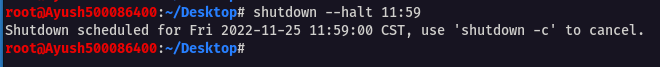 root@Ayush500086400:~/Desktop# shutdown --halt 11:59
Shutdown scheduled for Fri 2022-11-25 11:59:00 CST, use 'shutdown -c' to cancel.
root@Ayush500086400:~/Desktop#